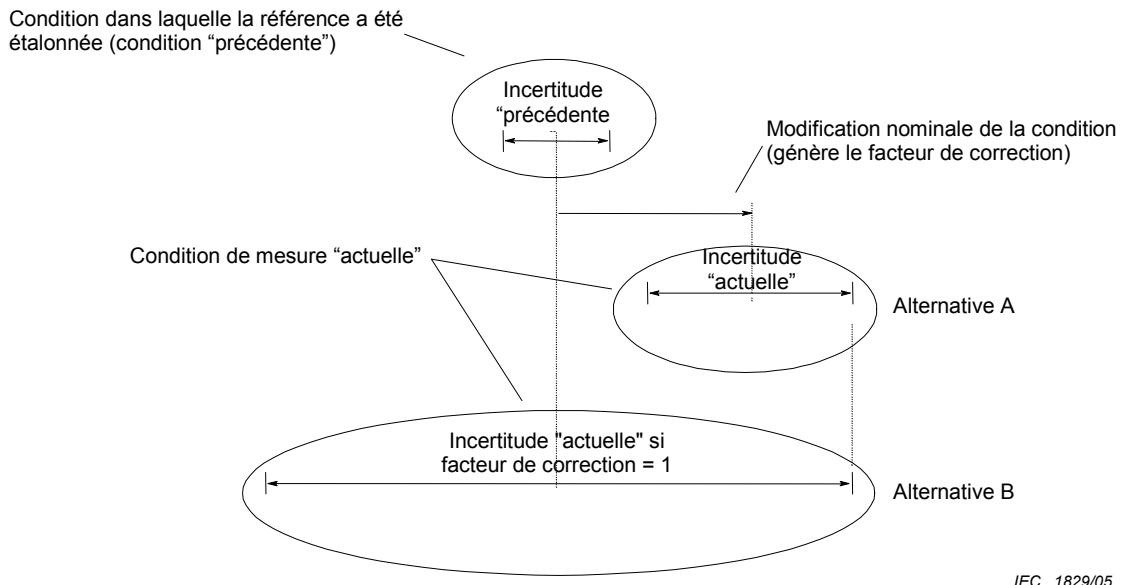 Condition dans laquelle la référence a été
étalonnée (condition “précédente”)
Incertitude
“précédente
Modification nominale de la condition
(génère le facteur de correction)
Condition de mesure “actuelle”
Incertitude
“actuelle”
Alternative A
Incertitude "actuelle" si
facteur de correction = 1
Alternative B
IEC 1829/05